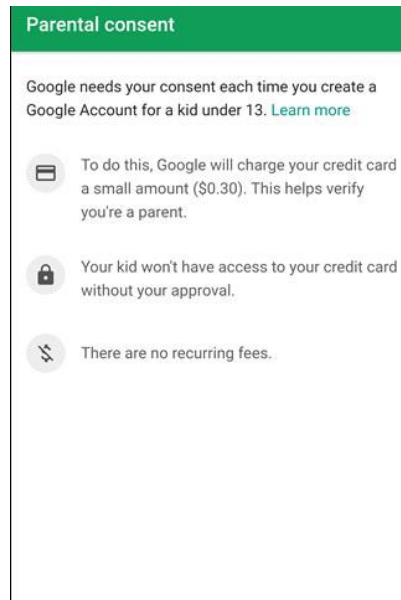 Parental consent
Google needs your consent each time you create a
Google Account for a kid under 13. Learn more
To do this, Google will charge your credit card
a small amount ($0.30). This helps verify
you're a parent.
Your kid won't have access to your credit card
without your approval.
There are no recurring fees.